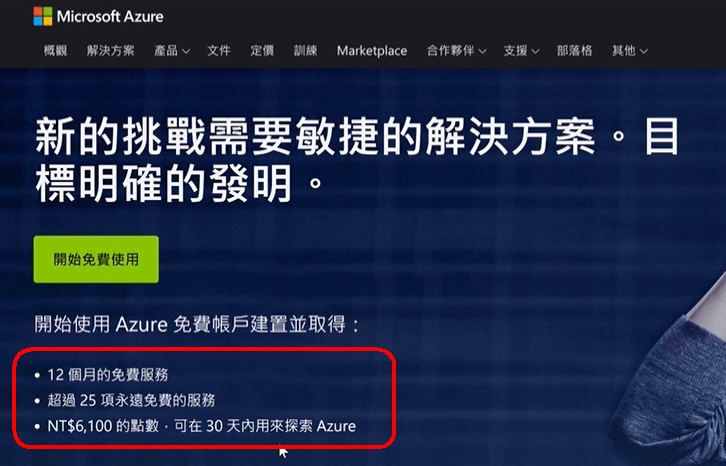 Microsoft Azure
概觀 解決方案 產品 文件 定價 訓練 Marketplace 合作夥伴 支援 部落格 其他
新的挑戰需要敏捷的解決方案。目
標明確的發明。
開始免費使用
開始使用 Azure 免費帳戶建置並取得：
• 12 個月的免費服務
• 超過 25 項永遠免費的服務
• NT$6,100 的點數，可在 30 天內用來探索 Azure